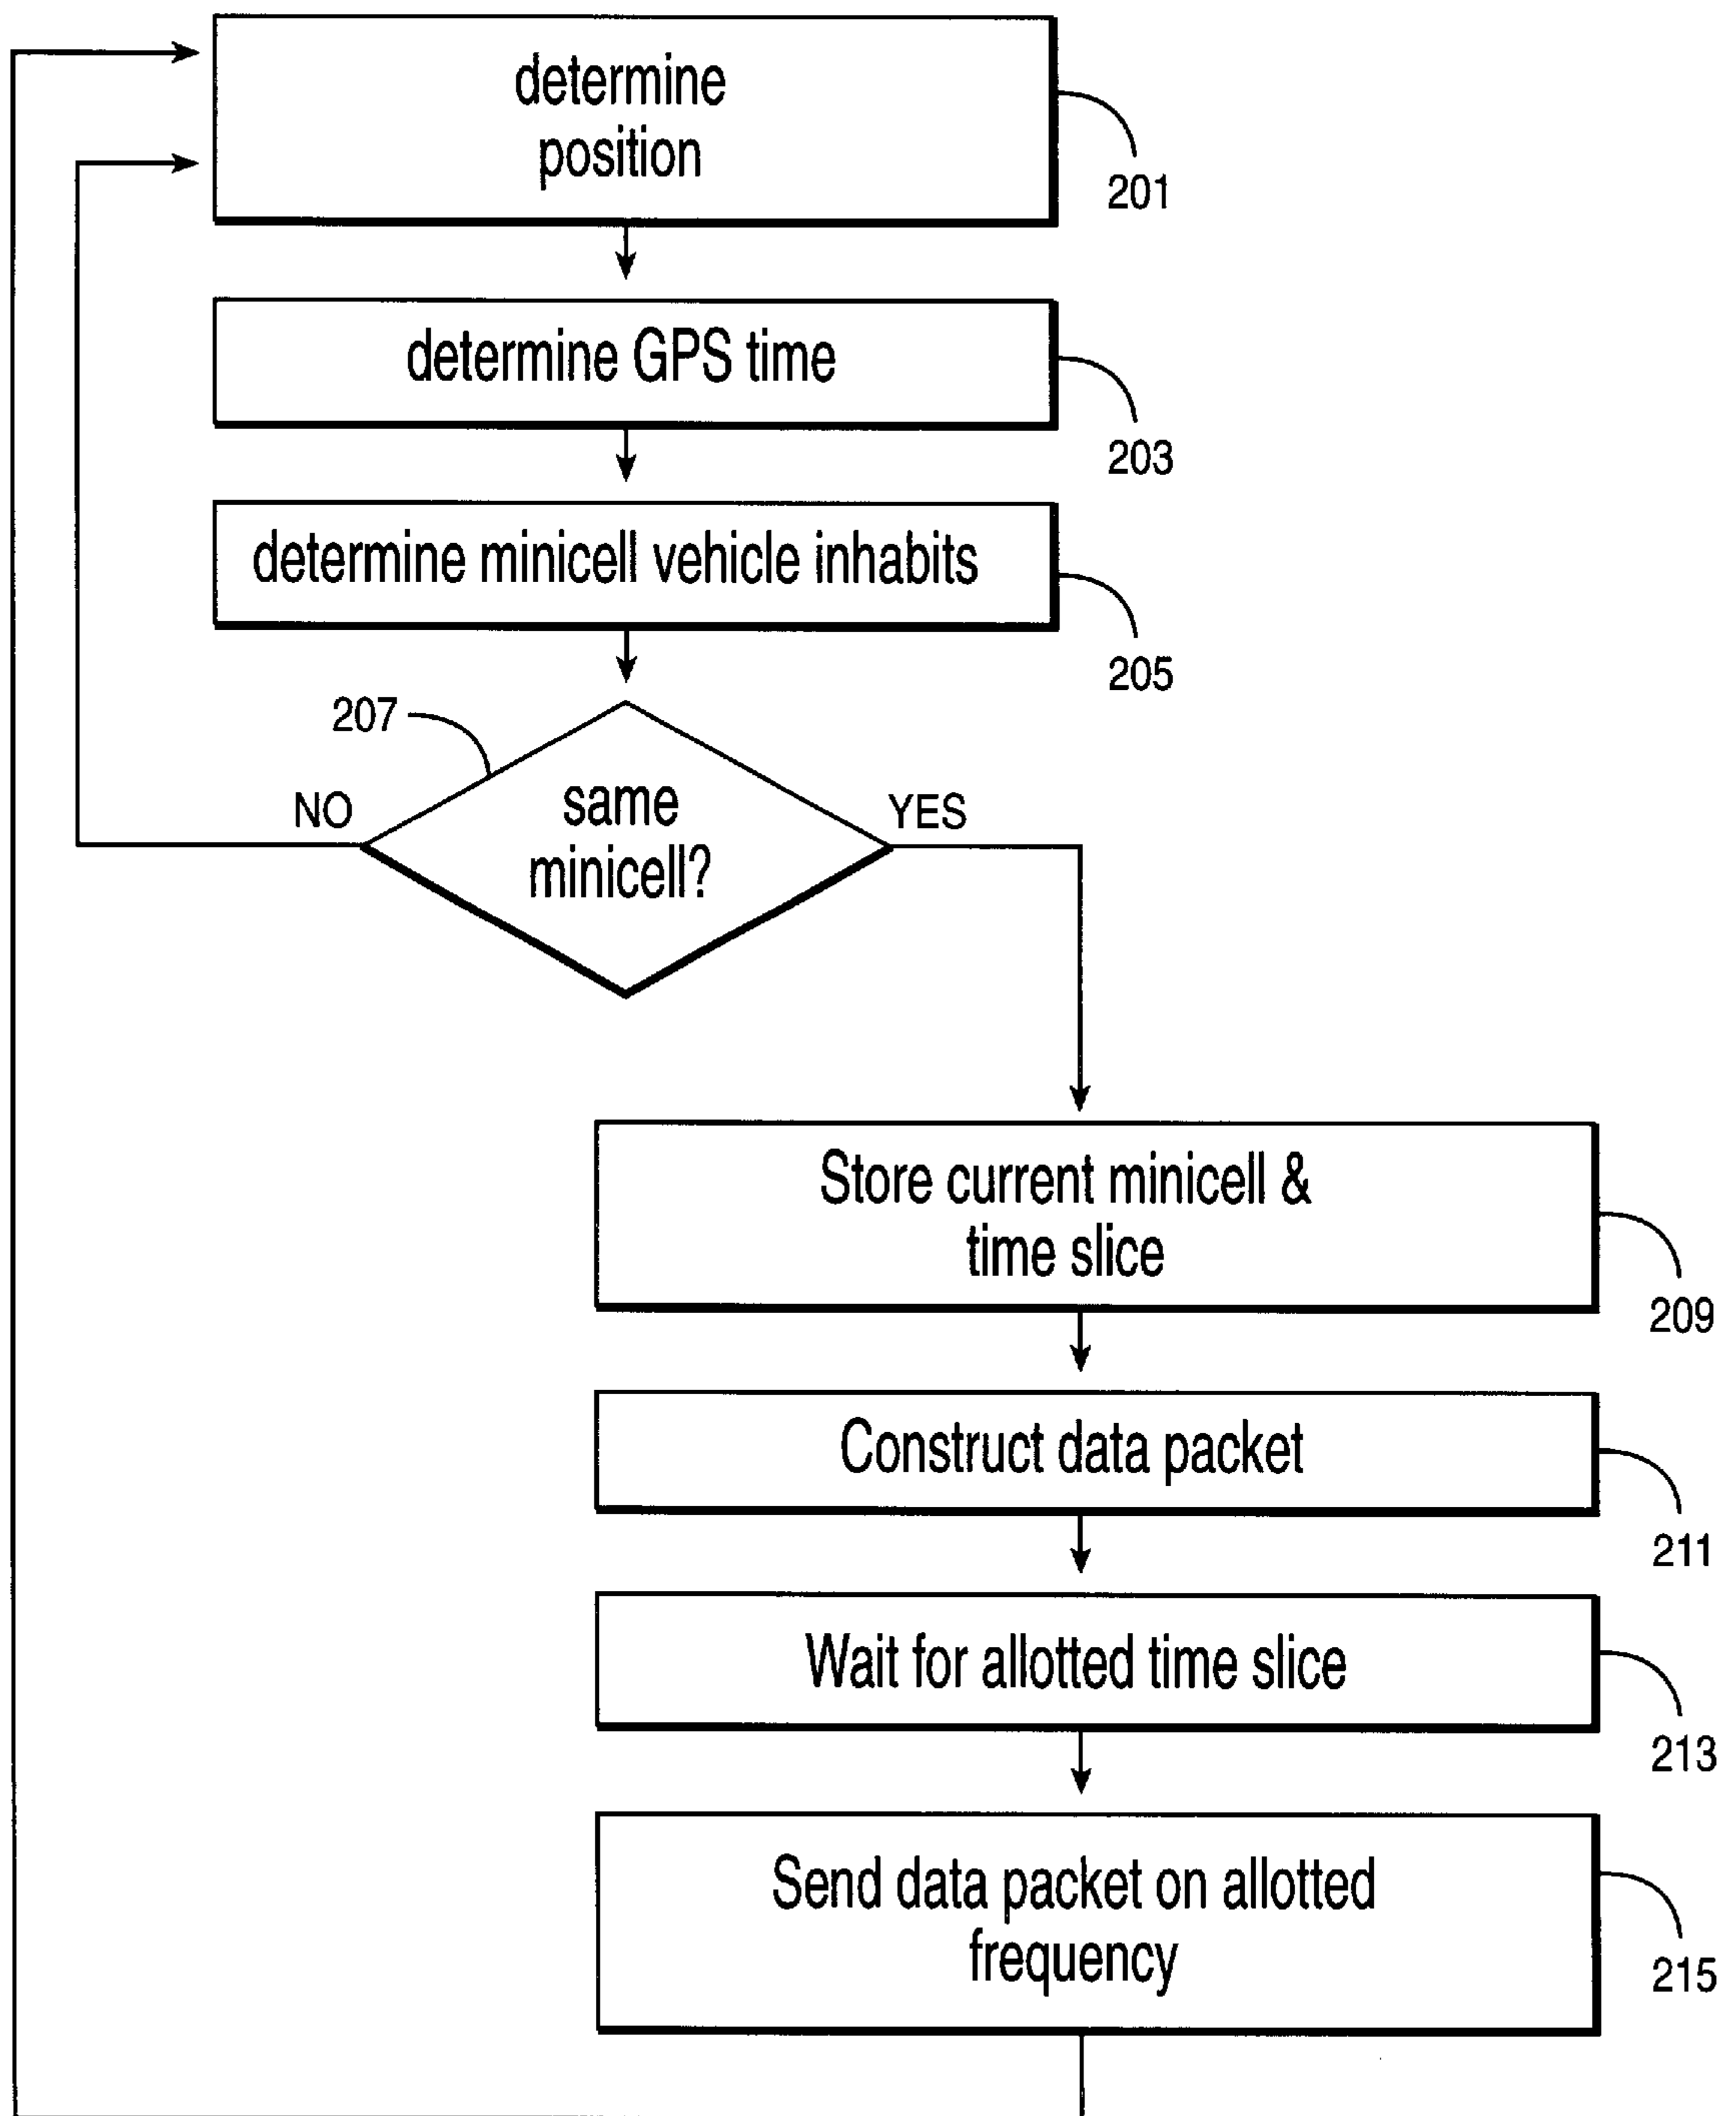 determine
position
201
determine GPS time
203
determine minicell vehicle inhabits
205
207
NO
same
minicell?
YES
Store current minicell &
time slice
209
Construct data packet
211
Wait for allotted time slice
213
Send data packet on allotted
frequency
215